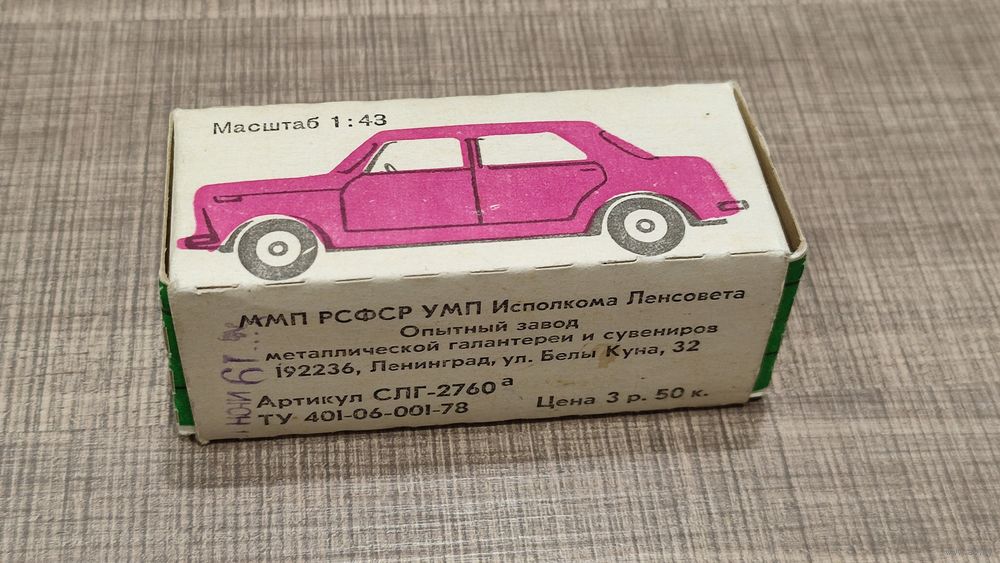 Масштаб 1:43
ММП РСФСР УМП Исполкома Ленсовета
Опытный завод
металлической галантереи и сувениров
192236, Ленинград, ул. Белы Куна, 32
Артикул СЛГ-2760а
ТУ 401-06-001-78
Цена 3 р. 50 к.